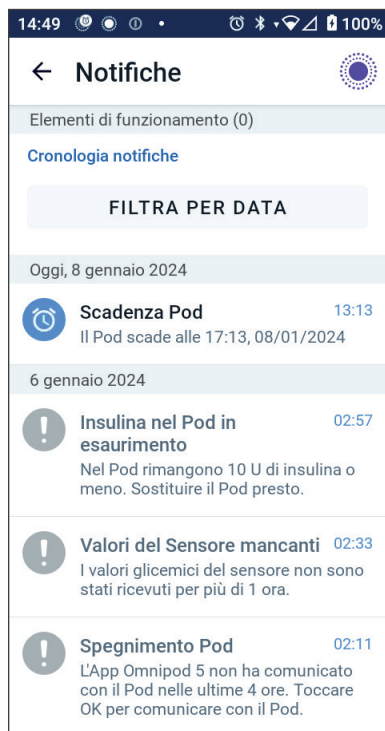 14:49 100%
Notifiche
Elementi di funzionamento (0)
Cronologia notifiche
FILTRA PER DATA
Oggi, 8 gennaio 2024
Scadenza Pod 13:13
Il Pod scade alle 17:13, 08/01/2024
6 gennaio 2024
Insulina nel Pod in 02:57
esaurimento
Nel Pod rimangono 10 U di insulina o
meno. Sostituire il Pod presto.
Valori del Sensore mancanti 02:33
I valori glicemici del sensore non sono
stati ricevuti per più di 1 ora.
Spegnimento Pod 02:11
L'App Omnipod 5 non ha comunicato
con il Pod nelle ultime 4 ore. Toccare
OK per comunicare con il Pod.